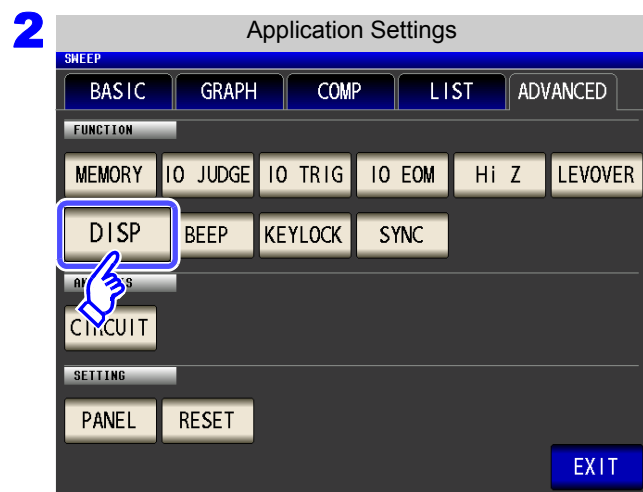 2
Application Settings
SWEEP
BASIC GRAPH COMP LIST ADVANCED
FUNCTION
MEMORY IO JUDGE IO TRIG IO EOM Hi Z LEVOVER
DISP BEEP KEYLOCK SYNC
CIRCUIT
SETTING
PANEL RESET
EXIT